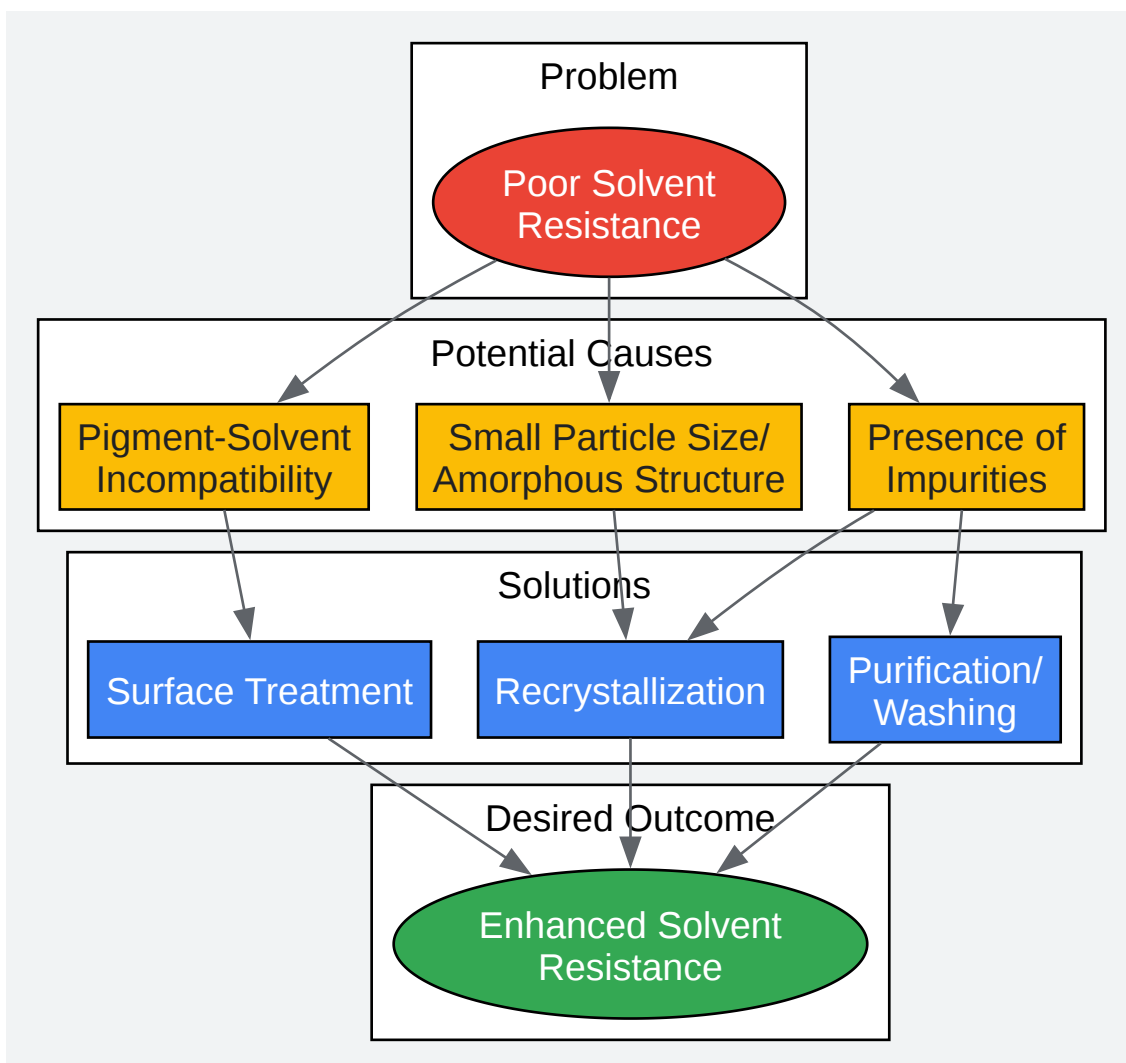 Problem
Poor Solvent
Resistance
Potential Causes
Pigment-Solvent
Incompatibility
Small Particle Size/
Amorphous Structure
Presence of
Impurities
Solutions
Surface Treatment
Recrystallization
Purification/
Washing
Desired Outcome
Enhanced Solvent
Resistance